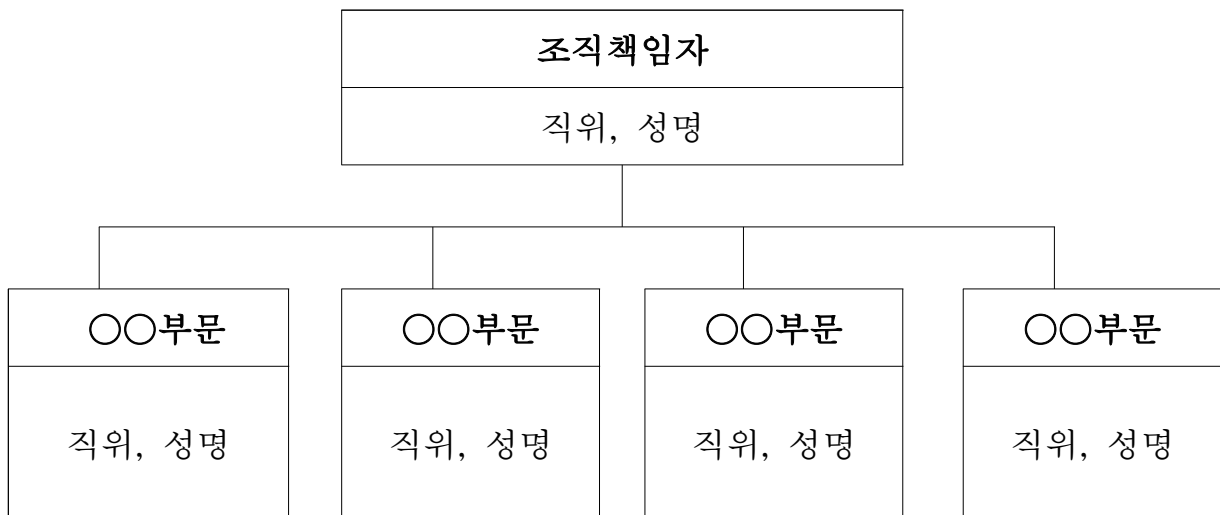 조직책임자
직위, 성명
○○부문 ○○부문 ○○부문 ○○부문
직위, 성명 직위, 성명 직위, 성명 직위, 성명